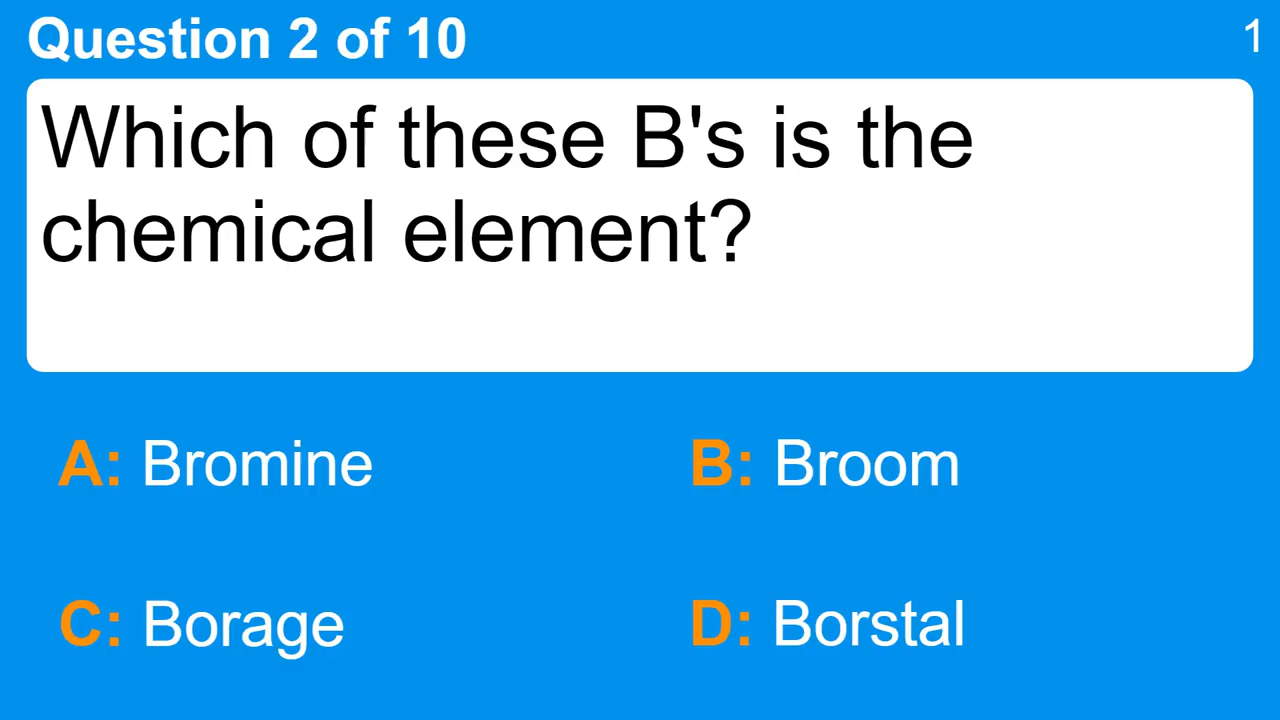 Question 2 of 10
1
Which of these B's is the
chemical element?
A: Bromine
B: Broom
C: Borage
D: Borstal